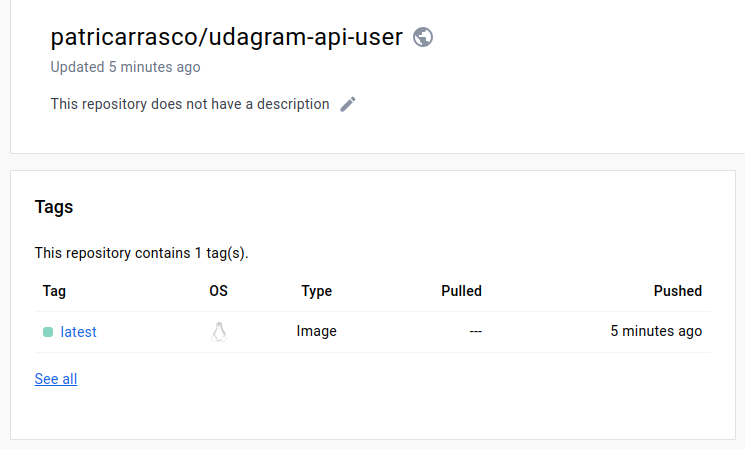 patricarrasco/udagram-api-user
Updated 5 minutes ago
This repository does not have a description
Tags
This repository contains 1 tag(s).
Tag OS Type Pulled Pushed
latest Image --- 5 minutes ago
See all